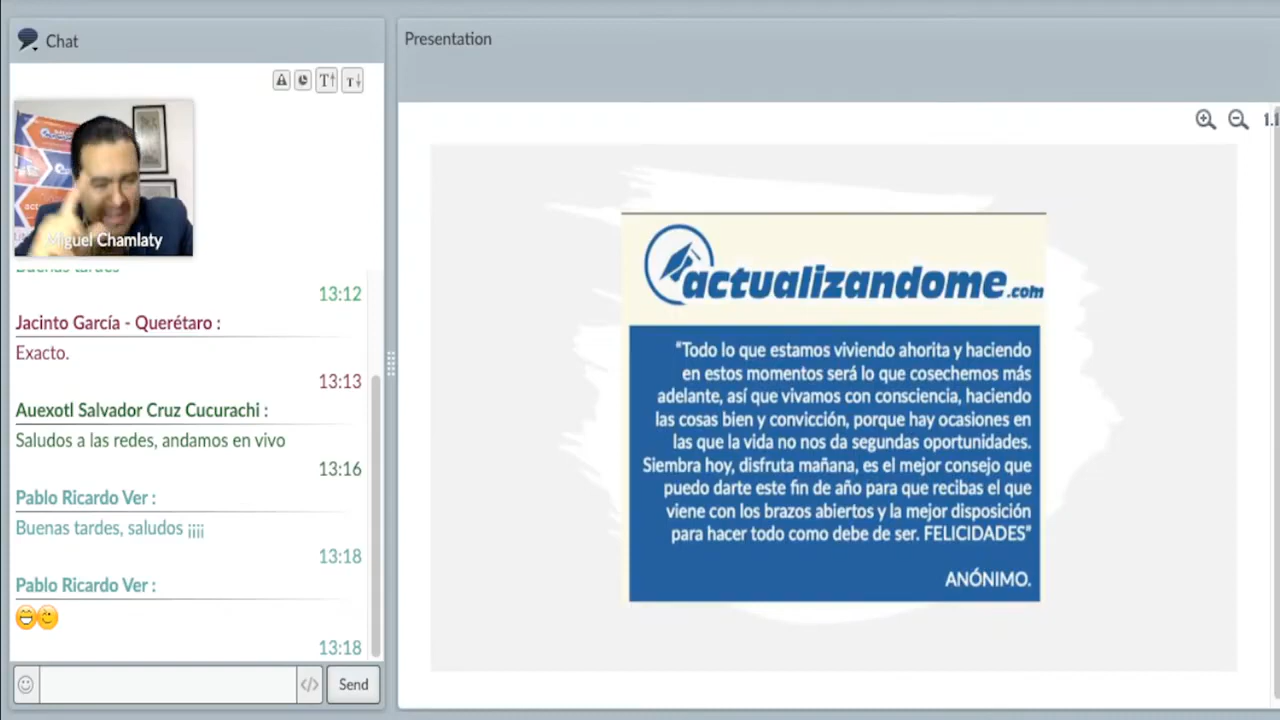 Chat
Miguel Chamlaty
Buenas tardes
13:12
Jacinto García - Querétaro :
Exacto.
13:13
Auexotl Salvador Cruz Cucurachi :
Saludos a las redes, andamos en vivo
13:16
Pablo Ricardo Ver :
Buenas tardes, saludos ¡¡¡¡
13:18
Pablo Ricardo Ver :
13:18
Send
Presentation
actualizandome.com
“Todo lo que estamos viviendo ahorita y haciendo
en estos momentos será lo que cosechemos más
adelante, así que vivamos con consciencia, haciendo
las cosas bien y convicción, porque hay ocasiones en
las que la vida no nos da segundas oportunidades.
Siembra hoy, disfruta mañana, es el mejor consejo que
puedo darte este fin de año para que recibas el que
viene con los brazos abiertos y la mejor disposición
para hacer todo como debe de ser. FELICIDADES”
ANÓNIMO.